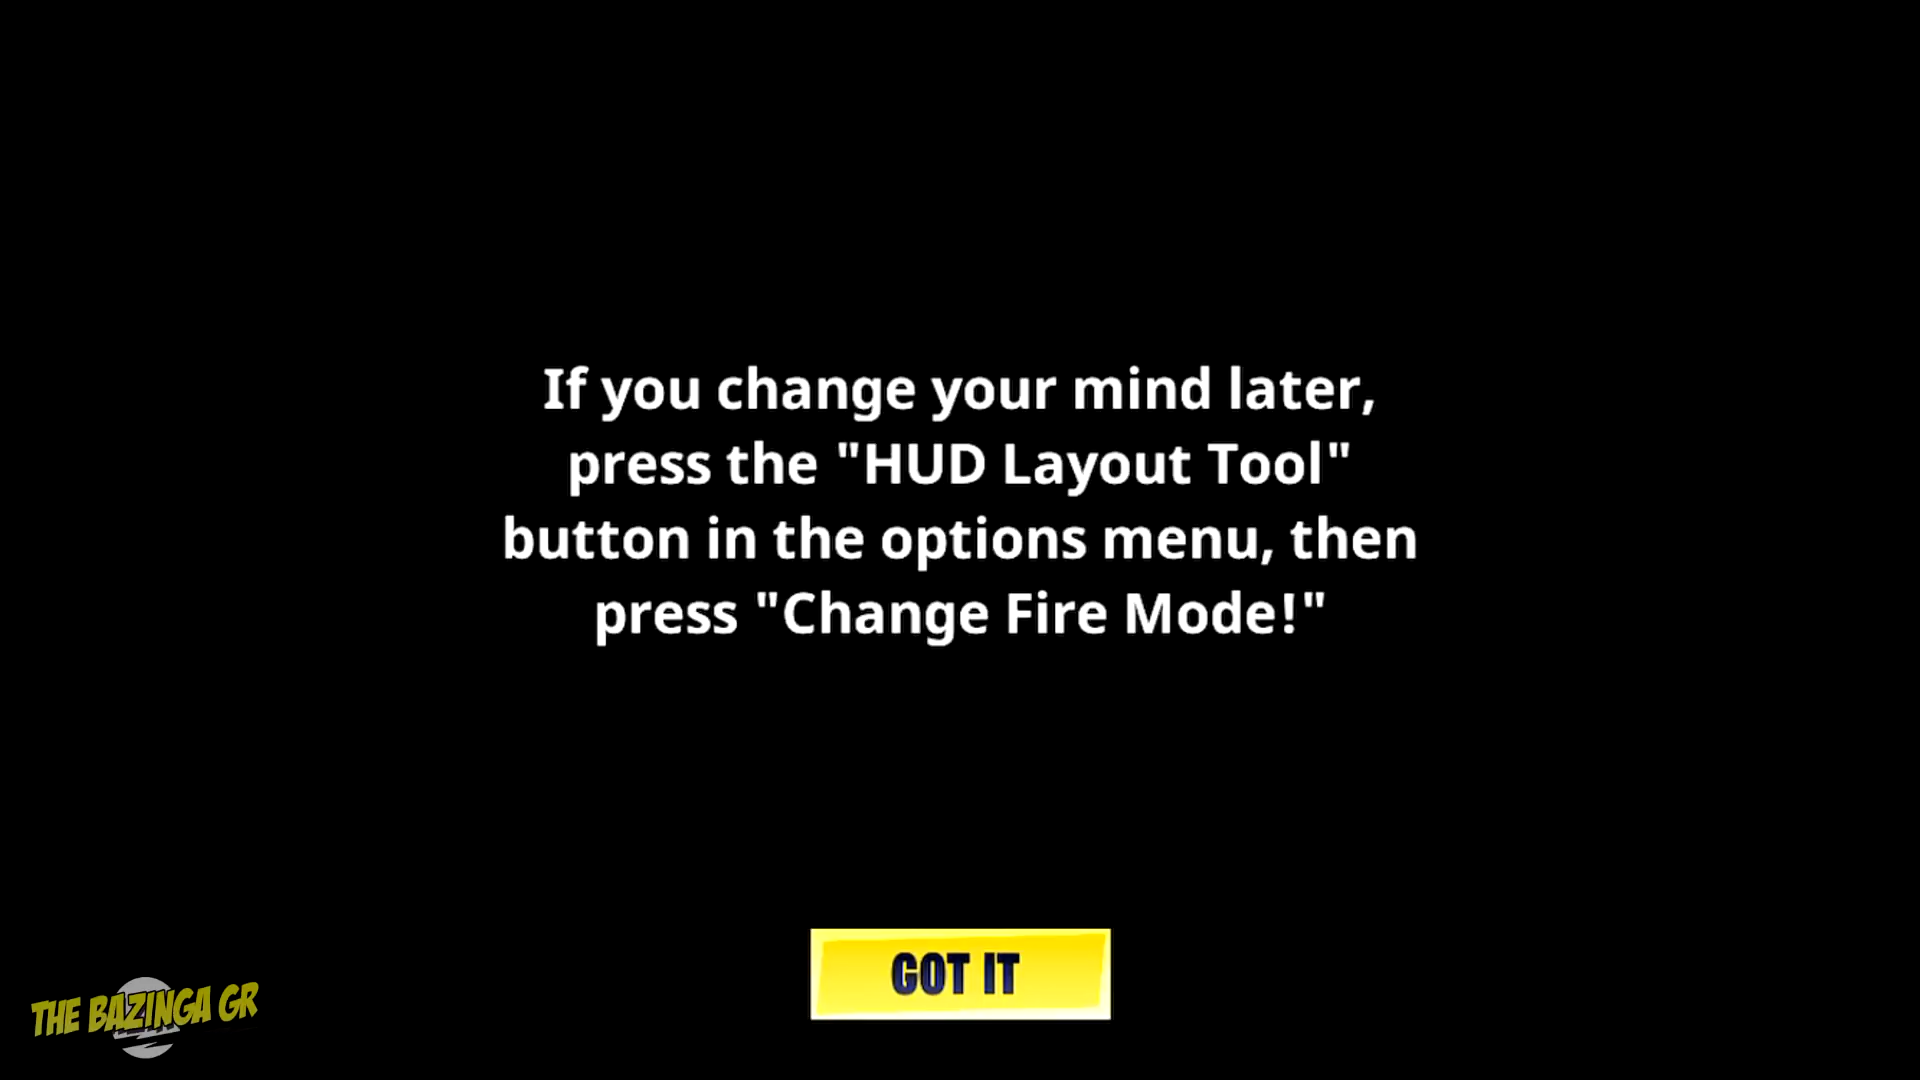 If you change your mind later,
press the "HUD Layout Tool"
button in the options menu, then
press "Change Fire Mode!"
GOT IT
THE BAZINGA GR